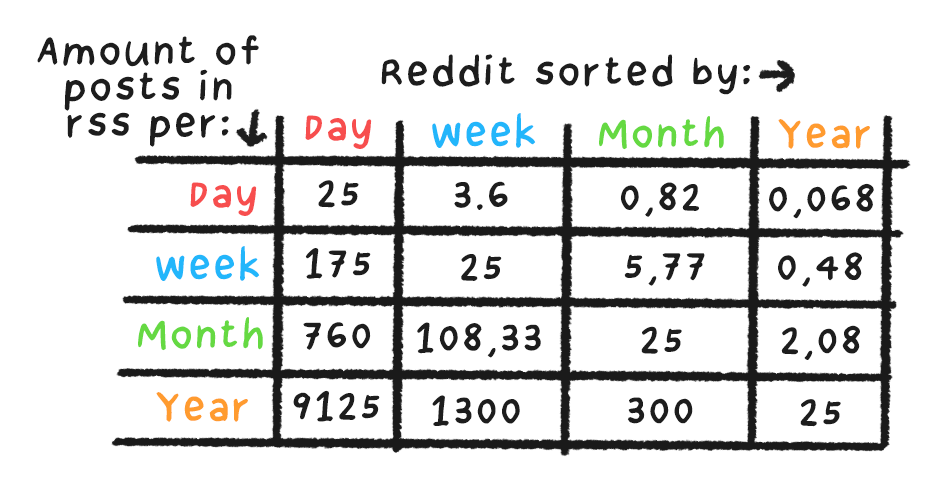 Amount of
posts in
rss per:
Reddit sorted by:
Day week Month Year
Day 25 3.6 0,82 0,068
week 175 25 5,77 0,48
Month 760 108,33 25 2,08
Year 9125 1300 300 25